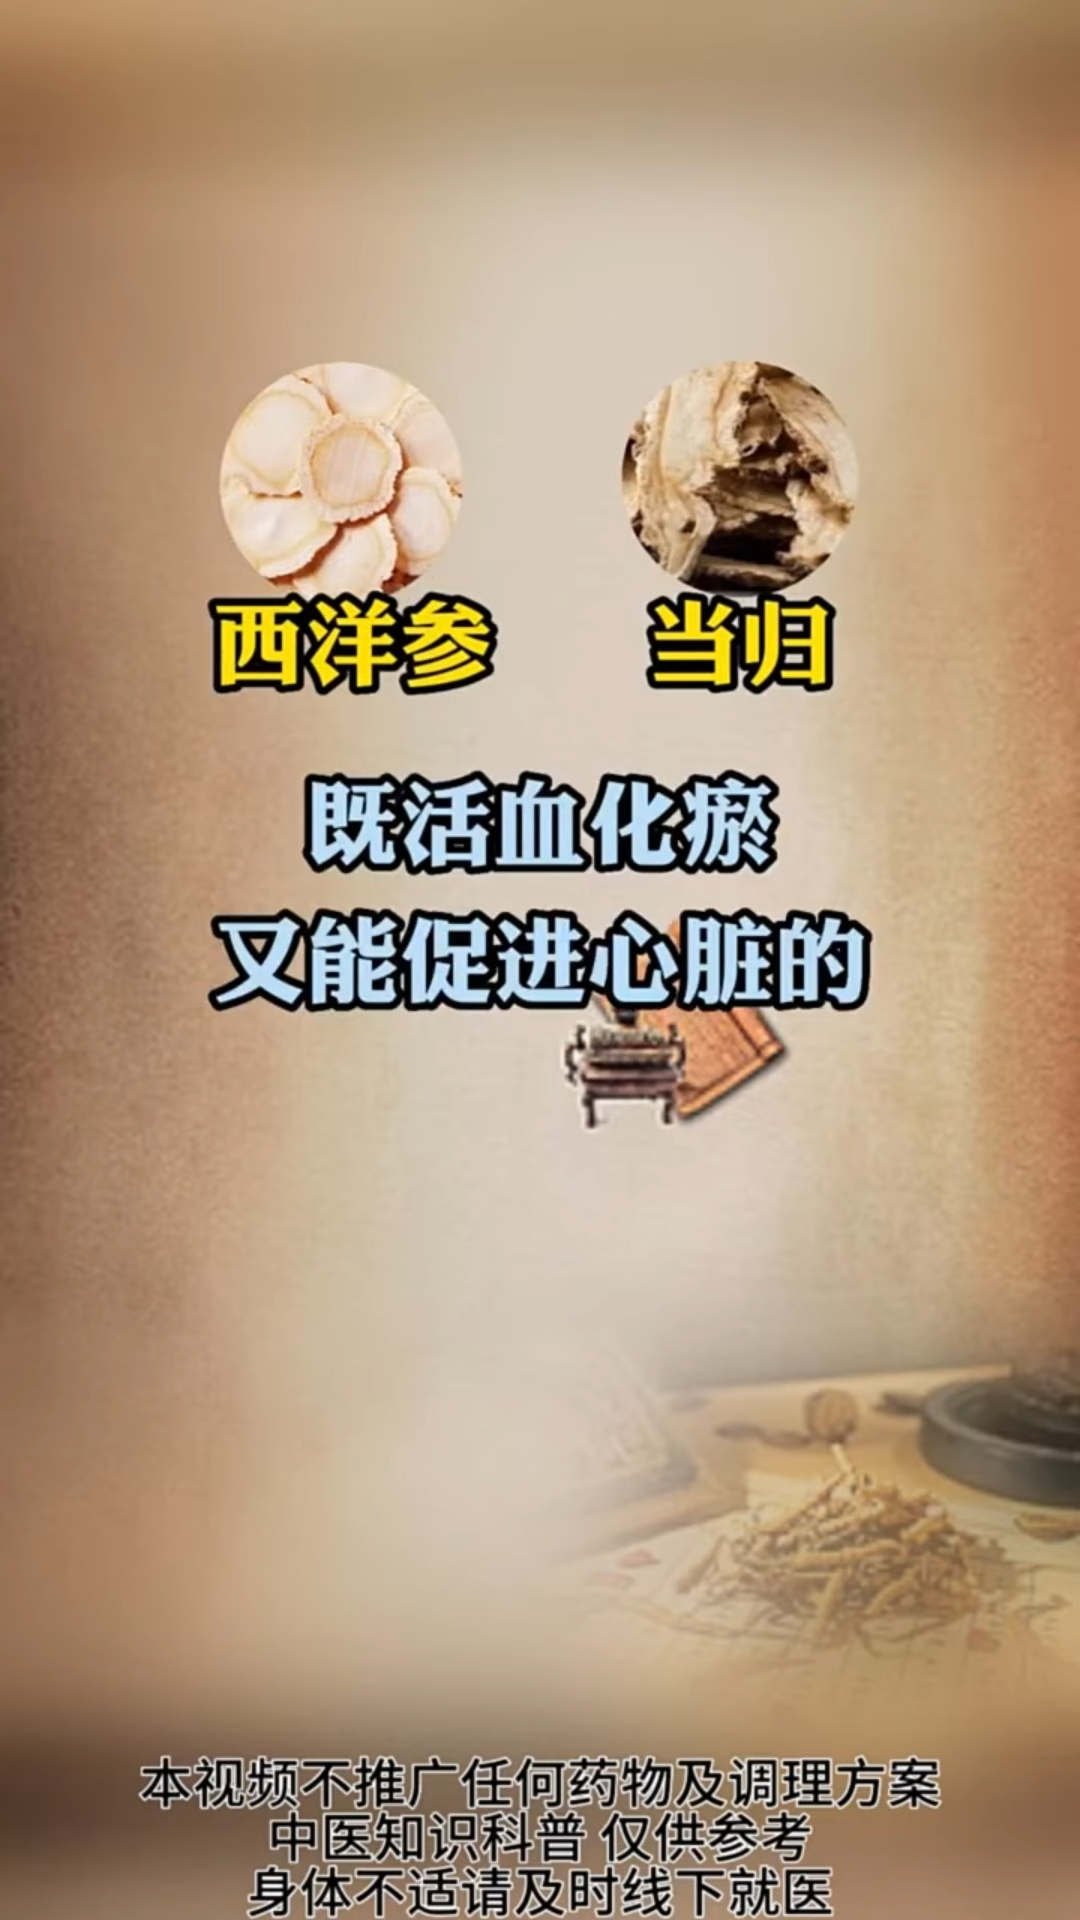 西洋参 当归
既活血化瘀
又能促进心脏的
本视频不推广任何药物及调理方案
中医知识科普 仅供参考
身体不适请及时线下就医